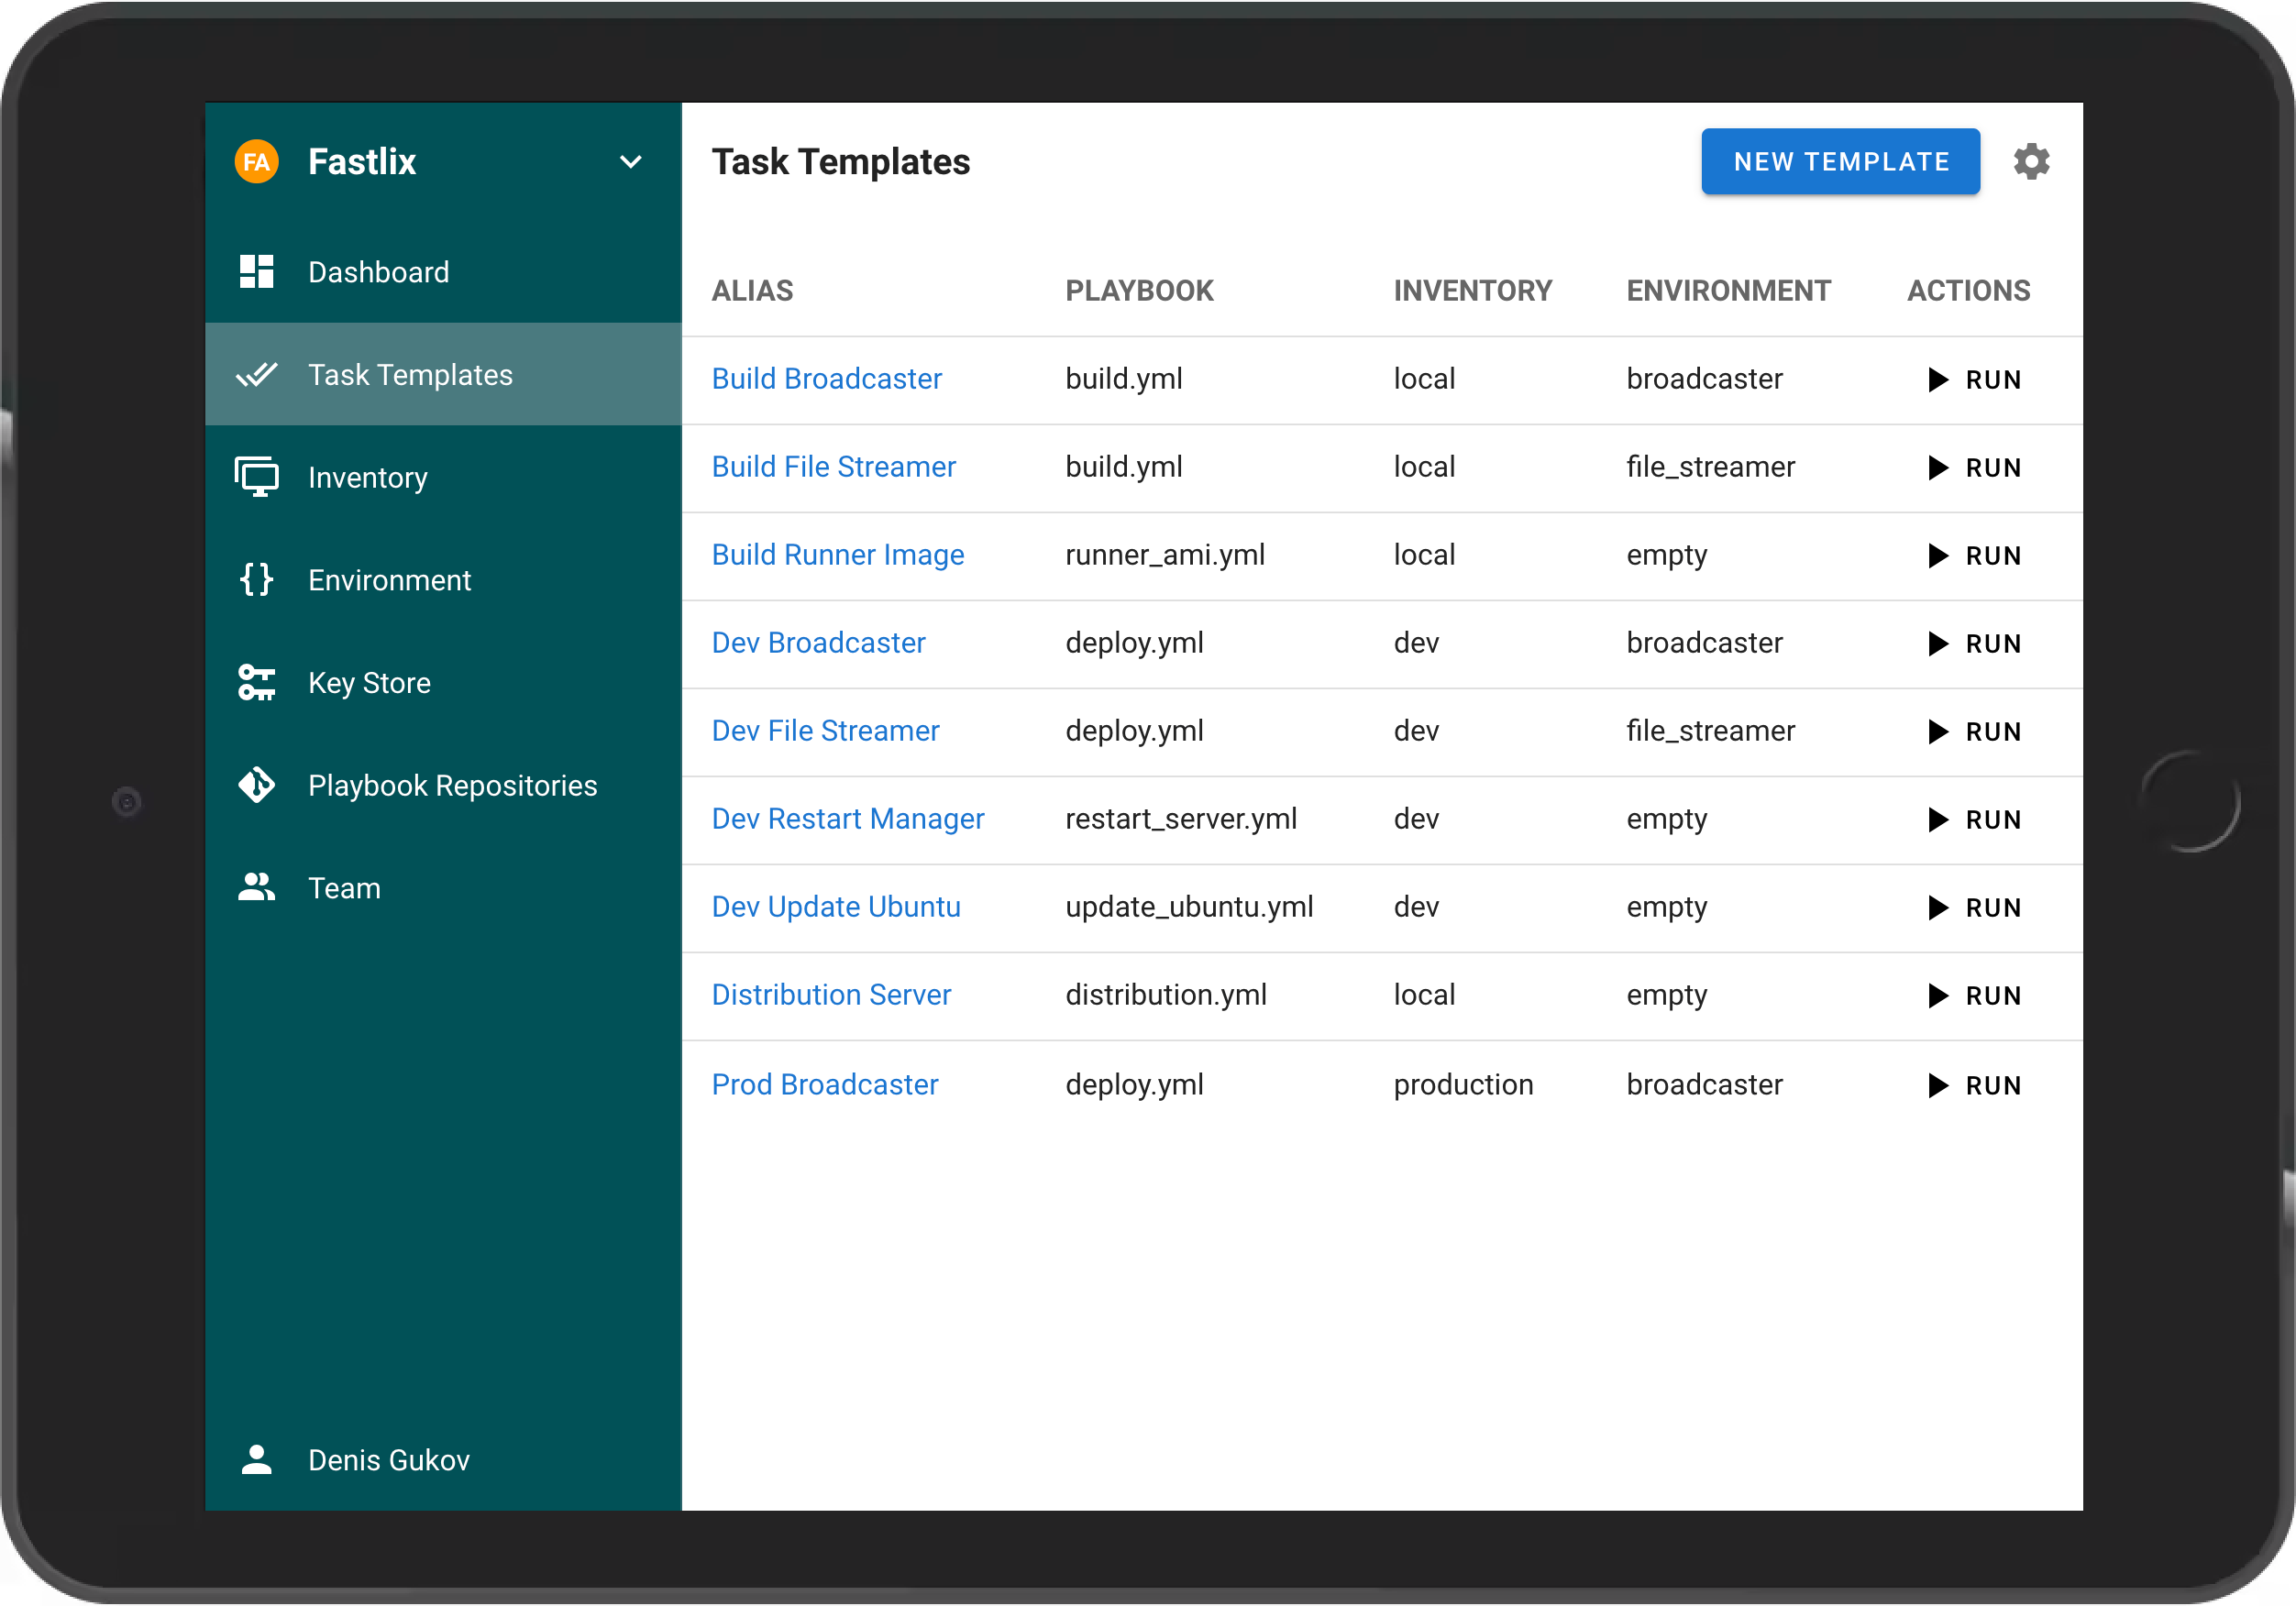 FA Fastlix
Dashboard
Task Templates
Inventory
Environment
Key Store
Playbook Repositories
Team
Denis Gukov
Task Templates NEW TEMPLATE
ALIAS PLAYBOOK INVENTORY ENVIRONMENT ACTIONS
Build Broadcaster build.yml local broadcaster RUN
Build File Streamer build.yml local file_streamer RUN
Build Runner Image runner_ami.yml local empty RUN
Dev Broadcaster deploy.yml dev broadcaster RUN
Dev File Streamer deploy.yml dev file_streamer RUN
Dev Restart Manager restart_server.yml dev empty RUN
Dev Update Ubuntu update_ubuntu.yml dev empty RUN
Distribution Server distribution.yml local empty RUN
Prod Broadcaster deploy.yml production broadcaster RUN